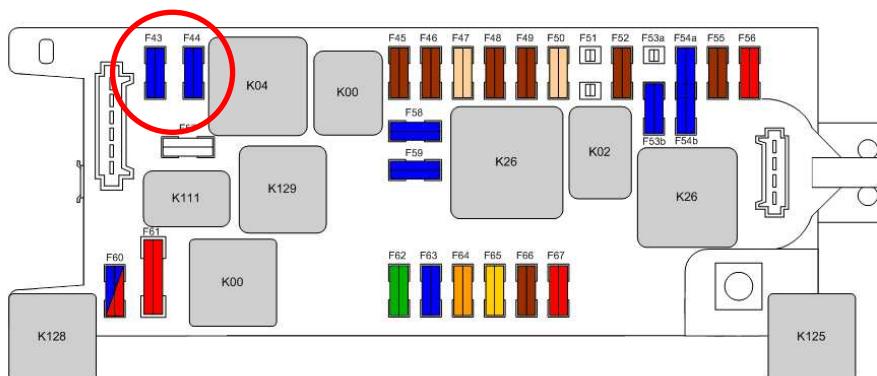 F43 F44 F45 F46 F47 F48 F49 F50 F51 F52 F53a F54a F55 F56
K04 K00
F58
F53b F54b
F59
K26 K02
K111 K129 K26
F61
F60 F62 F63 F64 F65 F66 F67
K00
K128 K125